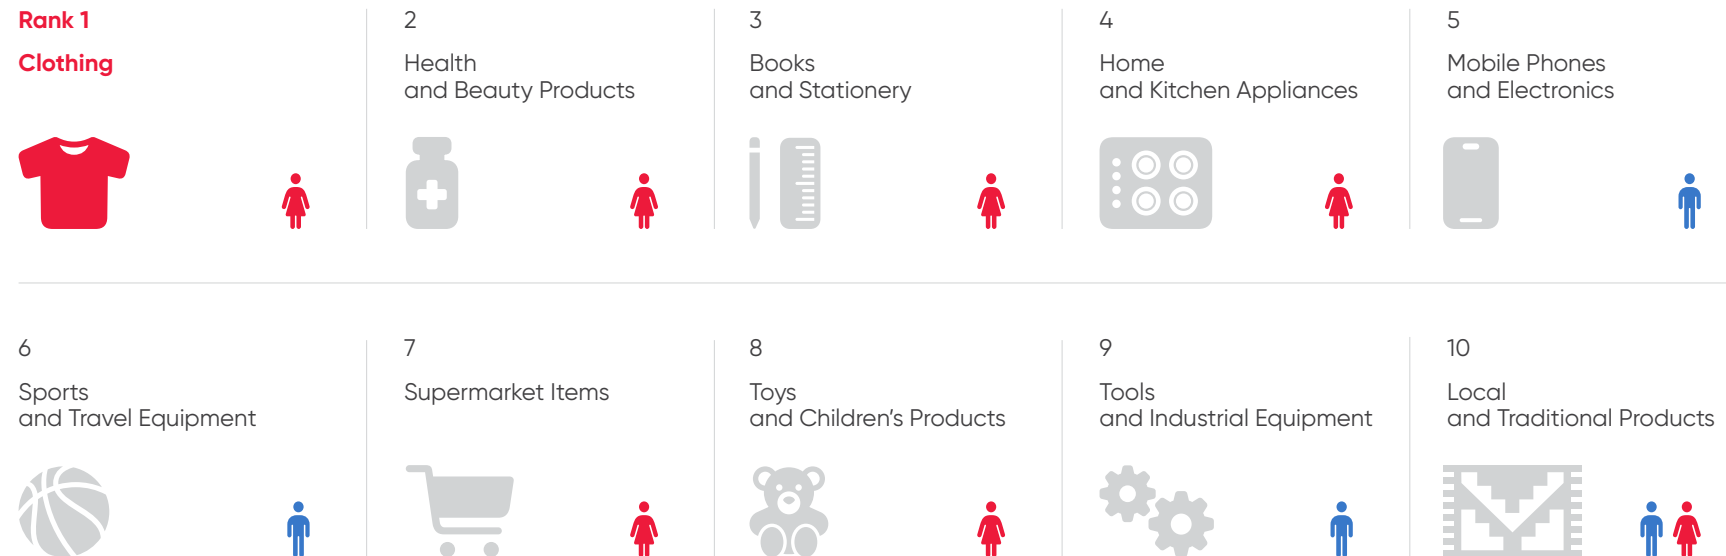 Rank 1
Clothing
2
Health
and Beauty Products
3
Books
and Stationery
4
Home
and Kitchen Appliances
5
Mobile Phones
and Electronics
6
Sports
and Travel Equipment
7
Supermarket Items
8
Toys
and Children’s Products
9
Tools
and Industrial Equipment
10
Local
and Traditional Products